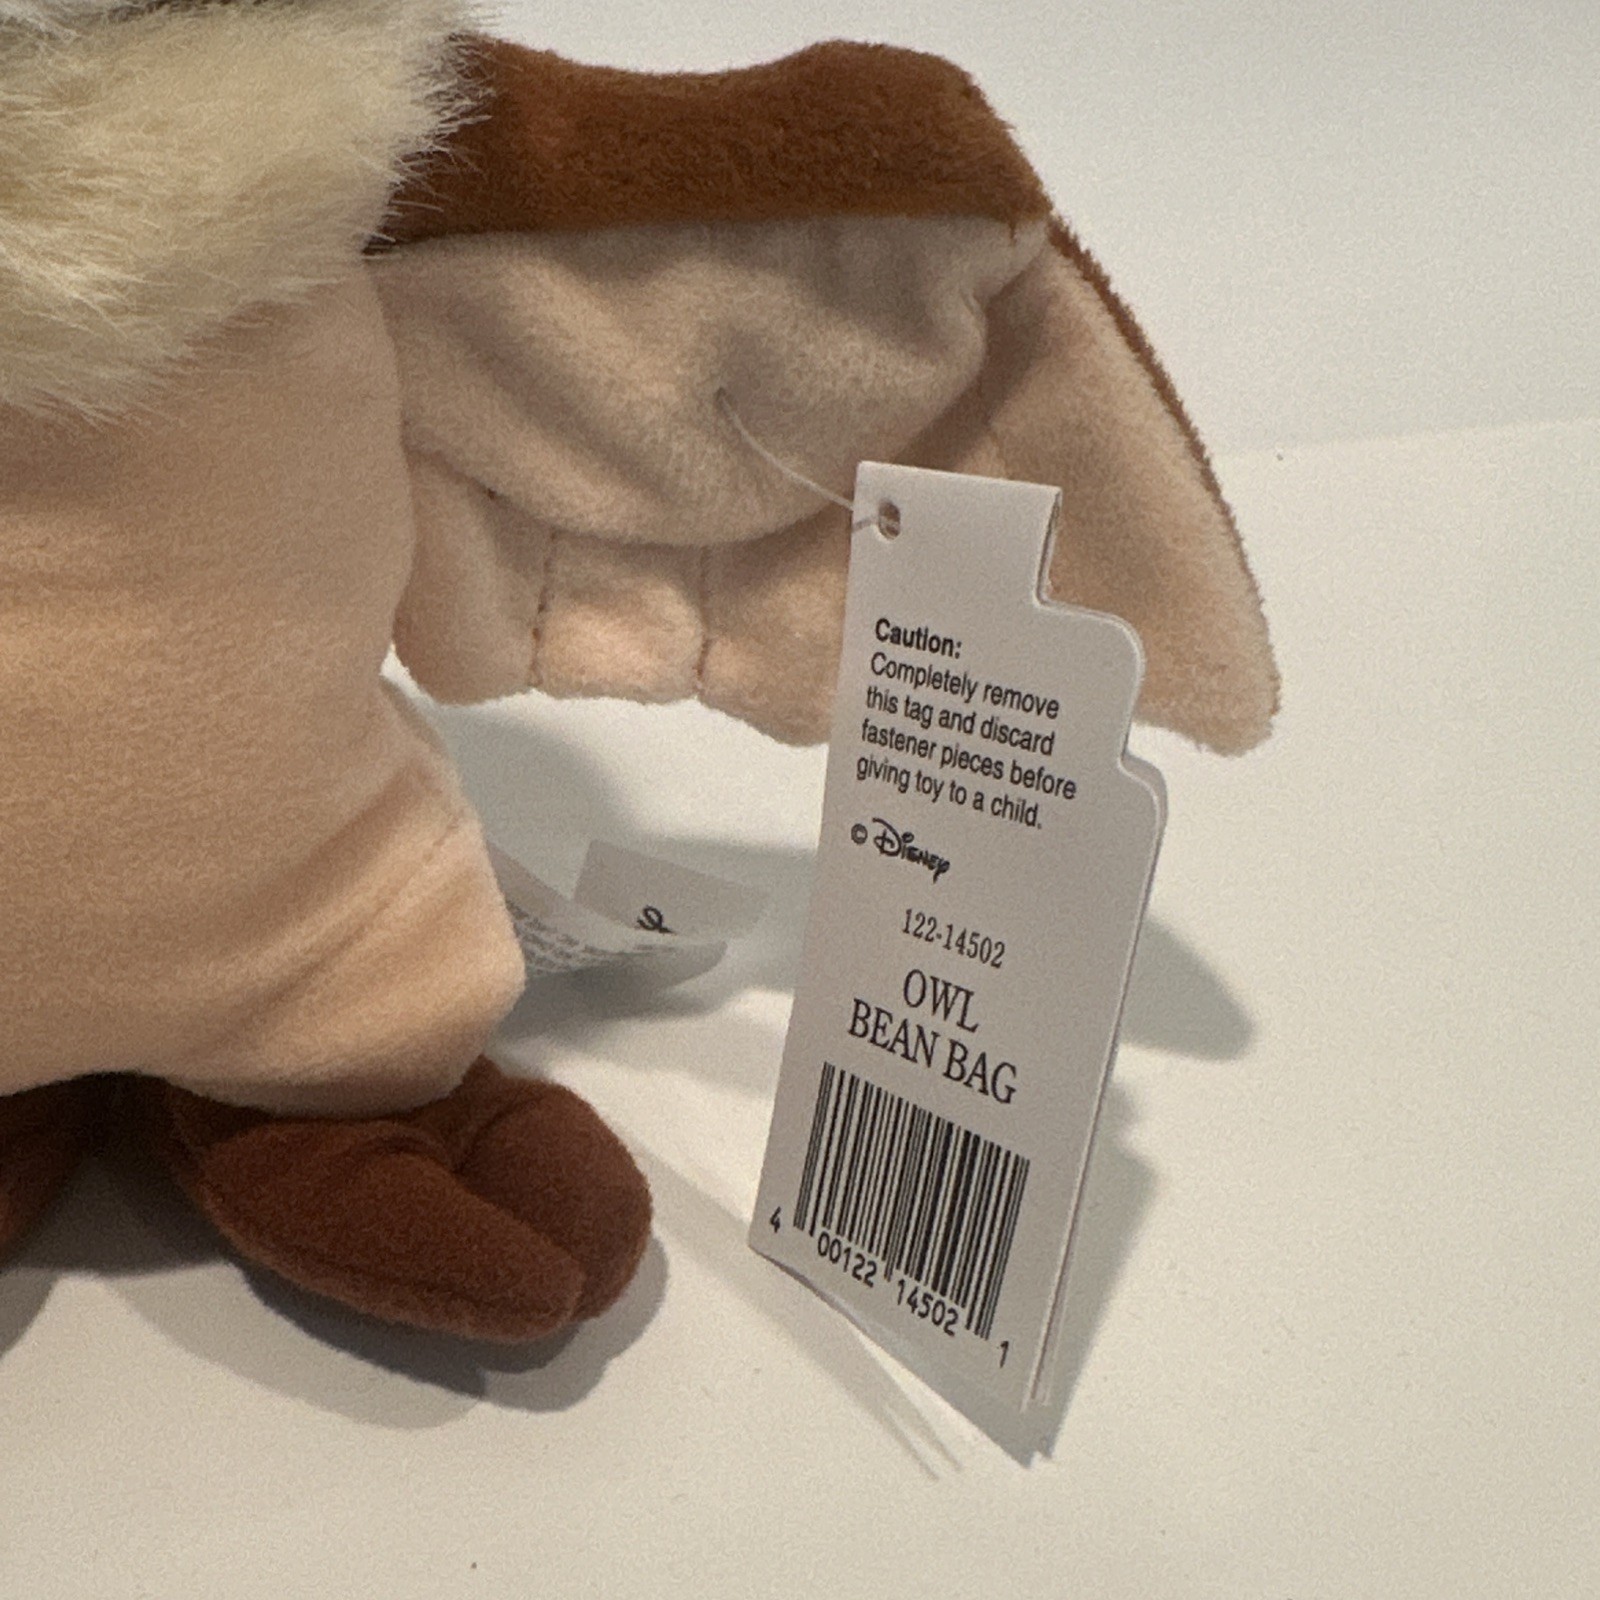 Caution:
Completely remove
this tag and discard
fastener pieces before
giving toy to a child.
© Disney
122-14502
OWL
BEAN BAG
4 00122 14502 1